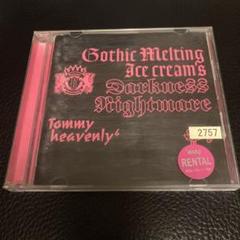 Gothic Melting
Ice cream's
Darkness
Nightmare
Tommy
heavenly⁶
2757
RENTAL